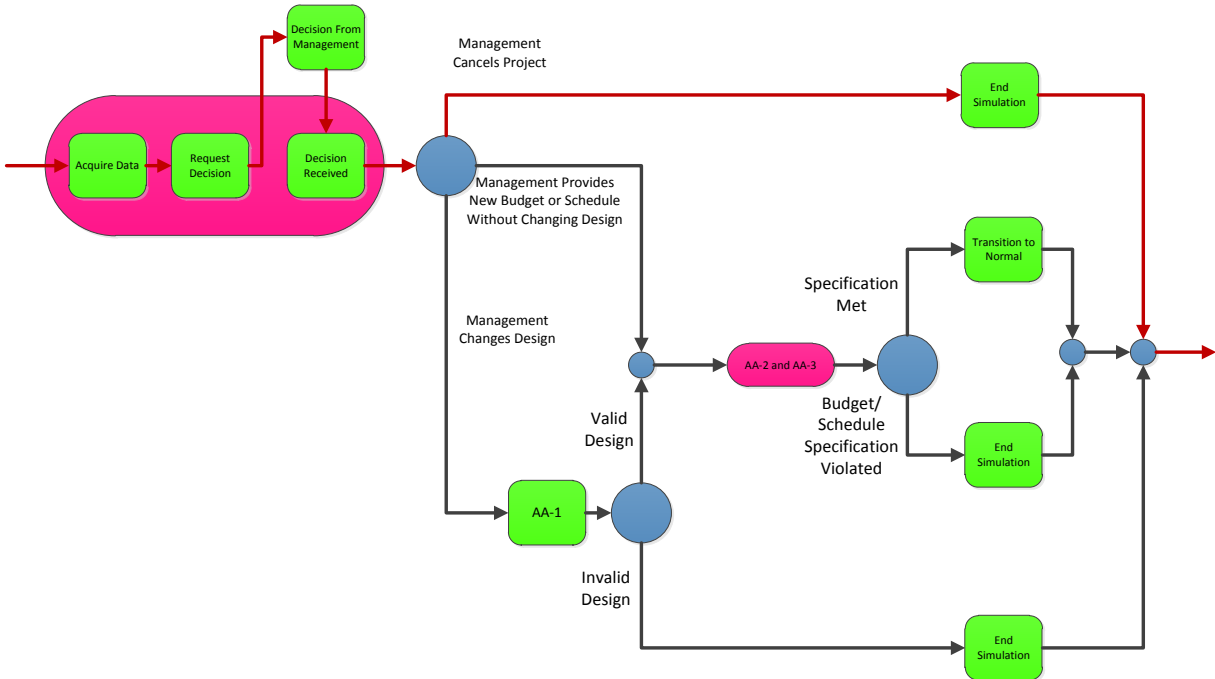 Decision From
Management
Management
Cancels Project
End
Simulation
Acquire Data
Request
Decision
Decision
Received
Management Provides
New Budget or Schedule
Without Changing Design
Transition to
Normal
Specification
Met
Management
Changes Design
AA-2 and AA-3
Budget/
Schedule
Specification
Violated
Valid
Design
End
Simulation
AA-1
Invalid
Design
End
Simulation